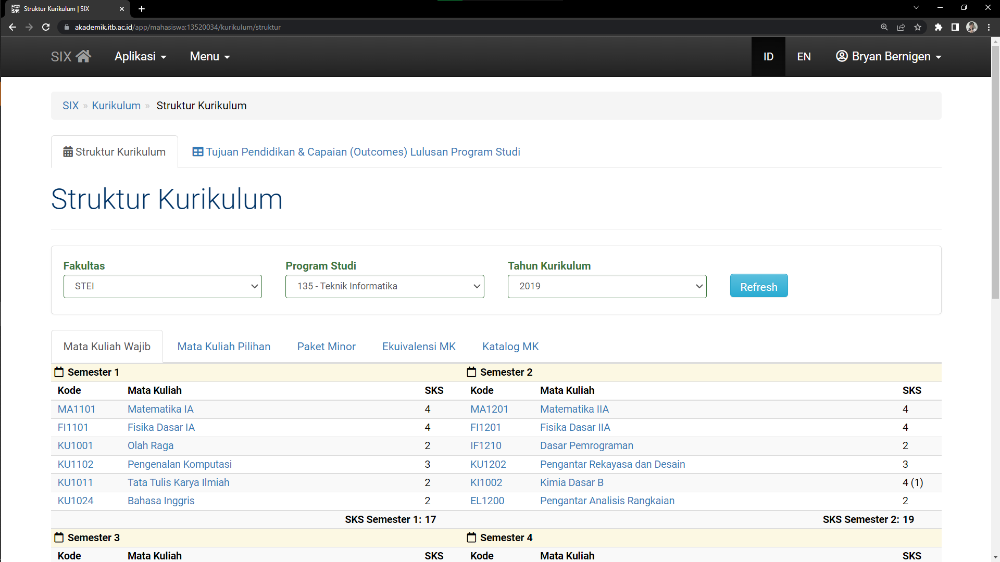 Struktur Kurikulum | SIX
akademik.itb.ac.id/app/mahasiswa:13520034/kurikulum/struktur
SIX Aplikasi Menu ID EN Bryan Bernigen
SIX » Kurikulum » Struktur Kurikulum
Struktur Kurikulum Tujuan Pendidikan & Capaian (Outcomes) Lulusan Program Studi
Struktur Kurikulum
Fakultas Program Studi Tahun Kurikulum
STEI 135 - Teknik Informatika 2019 Refresh
Mata Kuliah Wajib Mata Kuliah Pilihan Paket Minor Ekuivalensi MK Katalog MK
Semester 1 Semester 2
Kode Mata Kuliah SKS Kode Mata Kuliah SKS
MA1101 Matematika IA 4 MA1201 Matematika IIA 4
FI1101 Fisika Dasar IA 4 FI1201 Fisika Dasar IIA 4
KU1001 Olah Raga 2 IF1210 Dasar Pemrograman 2
KU1102 Pengenalan Komputasi 3 KU1202 Pengantar Rekayasa dan Desain 3
KU1011 Tata Tulis Karya Ilmiah 2 KI1002 Kimia Dasar B 4 (1)
KU1024 Bahasa Inggris 2 EL1200 Pengantar Analisis Rangkaian 2
SKS Semester 1: 17 SKS Semester 2: 19
Semester 3 Semester 4
Kode Mata Kuliah SKS Kode Mata Kuliah SKS